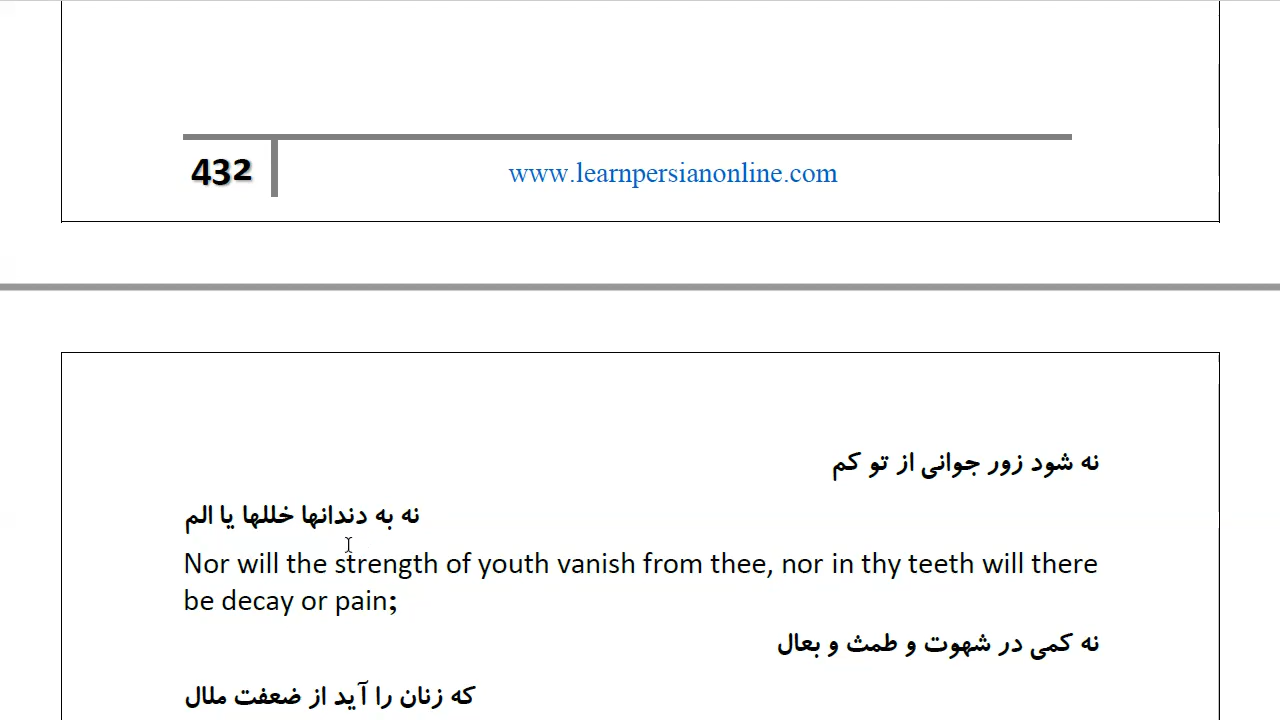 432
www.learnpersianonline.com
نه شود زور جوانی از تو کم
نه به دندانها خللها یا الم
Nor will the strength of youth vanish from thee, nor in thy teeth will there
be decay or pain;
نه کمی در شهوت و طمث و بعال
که زنان را آید از ضعفت ملال